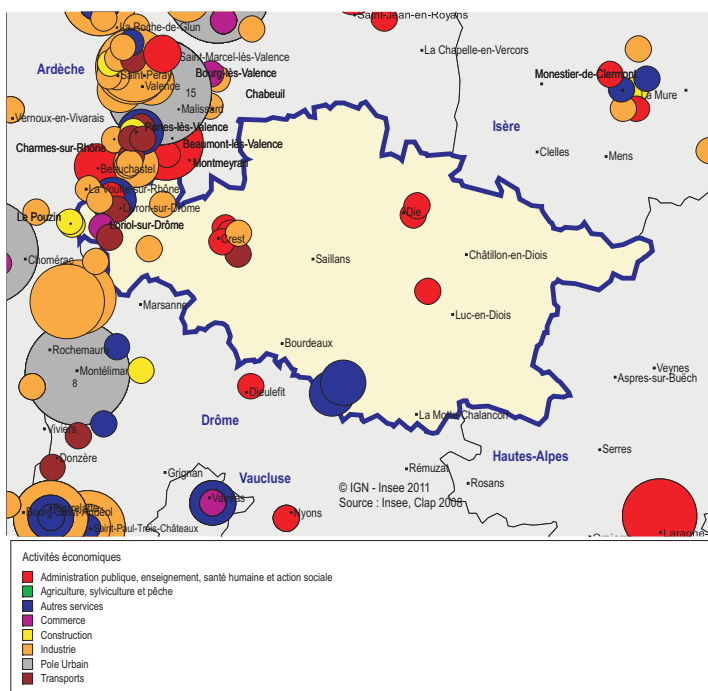 Saint-Jean-en-Royans
La Roche-de-Glun
La Chapelle-en-Vercors
Saint-Marcel-lès-Valence
Ardèche
Bourg-lès-Valence
Saint-Péray
Monestier-de-Clermont
Valence
15
Chabeuil
La Mure
Malissard
Vernoux-en-Vivarais
Portes-lès-Valence
Isère
Charmes-sur-Rhône
Beaumont-lès-Valence
Clelles
Mens
Montmeyran
Beauchastel
La Voulte-sur-Rhône
Livron-sur-Drôme
Die
Le Pouzin
Loriol-sur-Drôme
Crest
Chomérac
Saillans
Châtillon-en-Diois
Marsanne
Luc-en-Diois
Bourdeaux
Rochemaure
Montélimar
8
Veynes
Aspres-sur-Buëch
Dieulefit
La Motte-Chalancon
Drôme
Viviers
Serres
Donzère
Hautes-Alpes
Grignan
Vaucluse
Rémuzat
Rosans
© IGN - Insee 2011
Source : Insee, Clap 2008
Valréas
Bourg-Saint-Andéol
Nyons
Saint-Paul-Trois-Châteaux
Activités économiques
Administration publique, enseignement, santé humaine et action sociale
Agriculture, sylviculture et pêche
Autres services
Commerce
Construction
Industrie
Pole Urbain
Transports